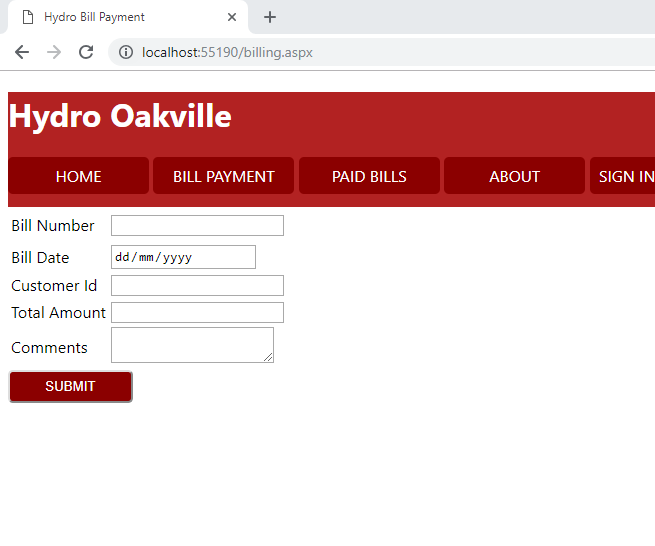 Hydro Bill Payment
localhost:55190/billing.aspx
Hydro Oakville
HOME BILL PAYMENT PAID BILLS ABOUT SIGN IN
Bill Number
Bill Date dd/mm/yyyy
Customer Id
Total Amount
Comments
SUBMIT